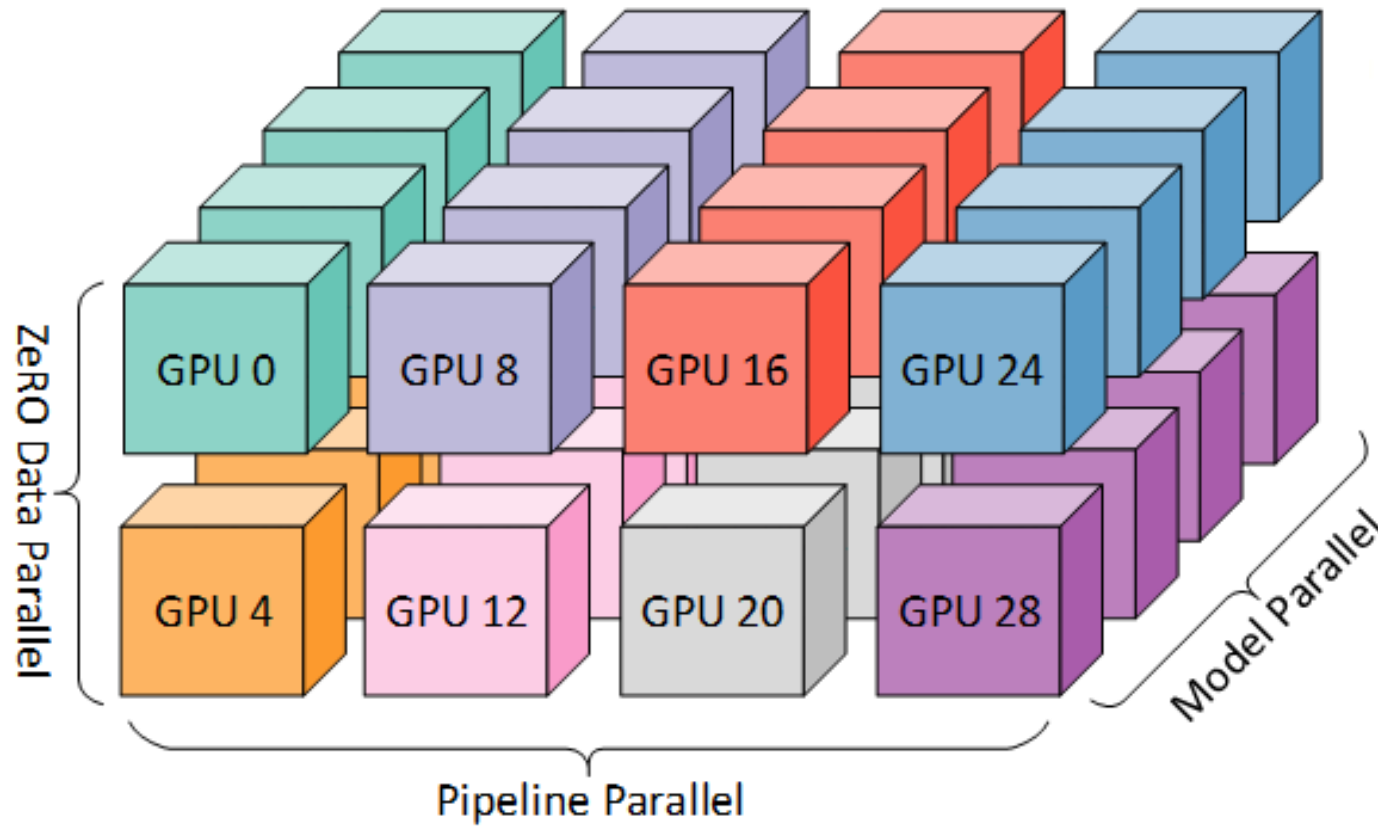 GPU 0
GPU 8
GPU 16
GPU 24
GPU 4
GPU 12
GPU 20
GPU 28
ZeRO Data Parallel
Model Parallel
Pipeline Parallel